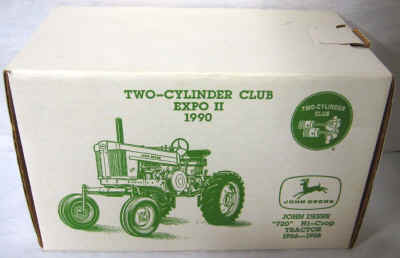 TWO-CYLINDER CLUB
EXPO II
1990
TWO-CYLINDER
CLUB
JOHN DEERE
JOHN DEERE
"720" Hi-Crop
TRACTOR
1956-1958